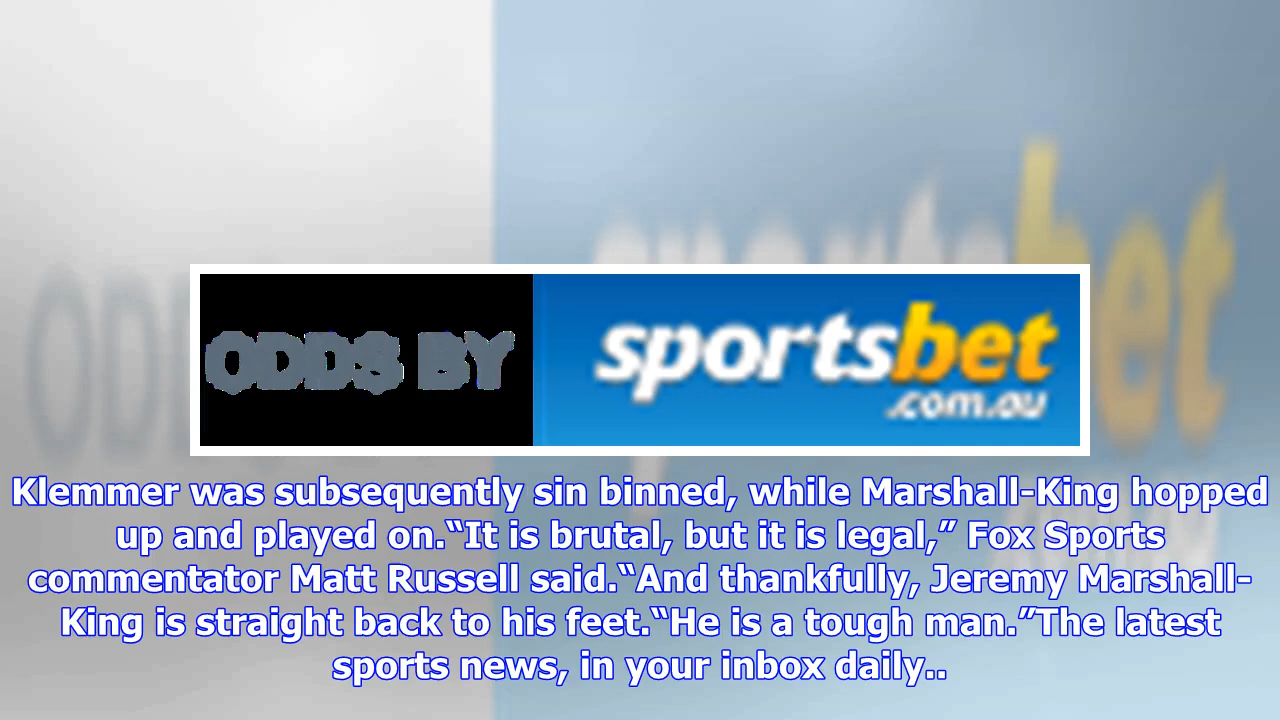 ODDS BY
sportsbet
.com.au
Klemmer was subsequently sin binned, while Marshall-King hopped
up and played on.“It is brutal, but it is legal,” Fox Sports
commentator Matt Russell said.“And thankfully, Jeremy Marshall-
King is straight back to his feet.“He is a tough man.”The latest
sports news, in your inbox daily..